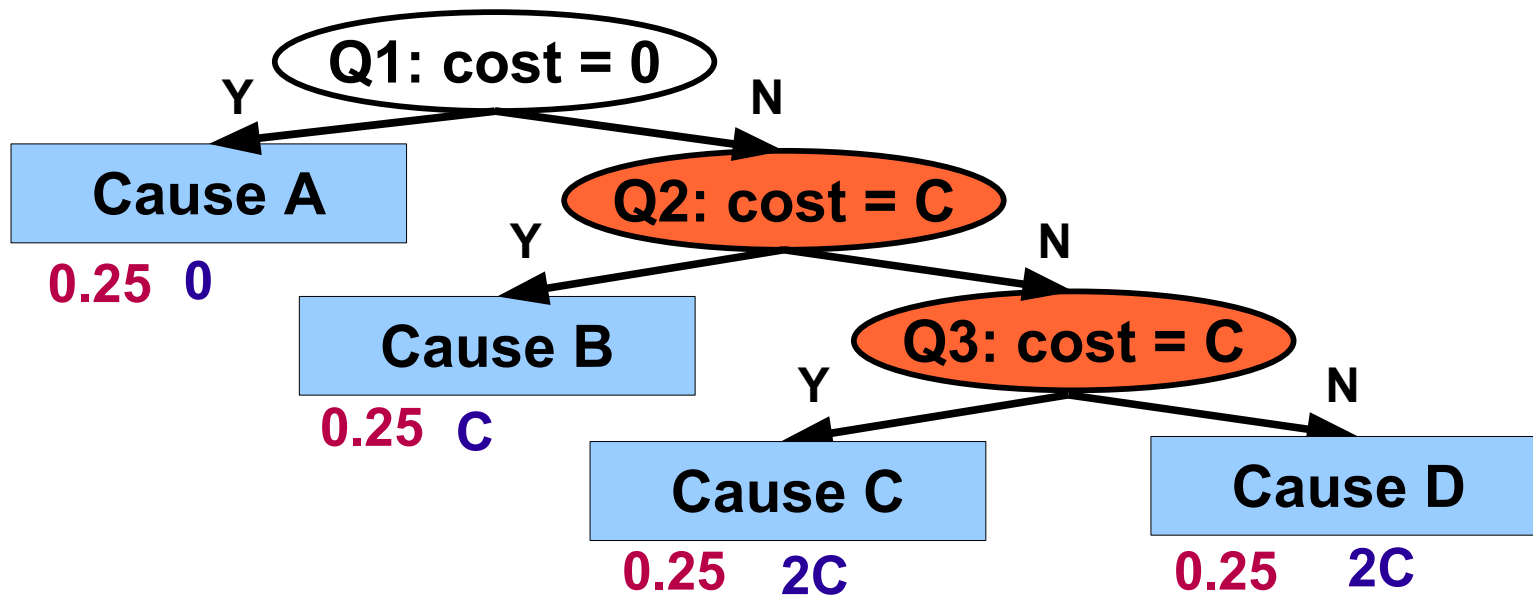 Q1: cost = 0
Y
N
Cause A
Q2: cost = C
0.25 0
Y
N
Cause B
Q3: cost = C
0.25 C
Y
N
Cause C
Cause D
0.25 2C
0.25 2C